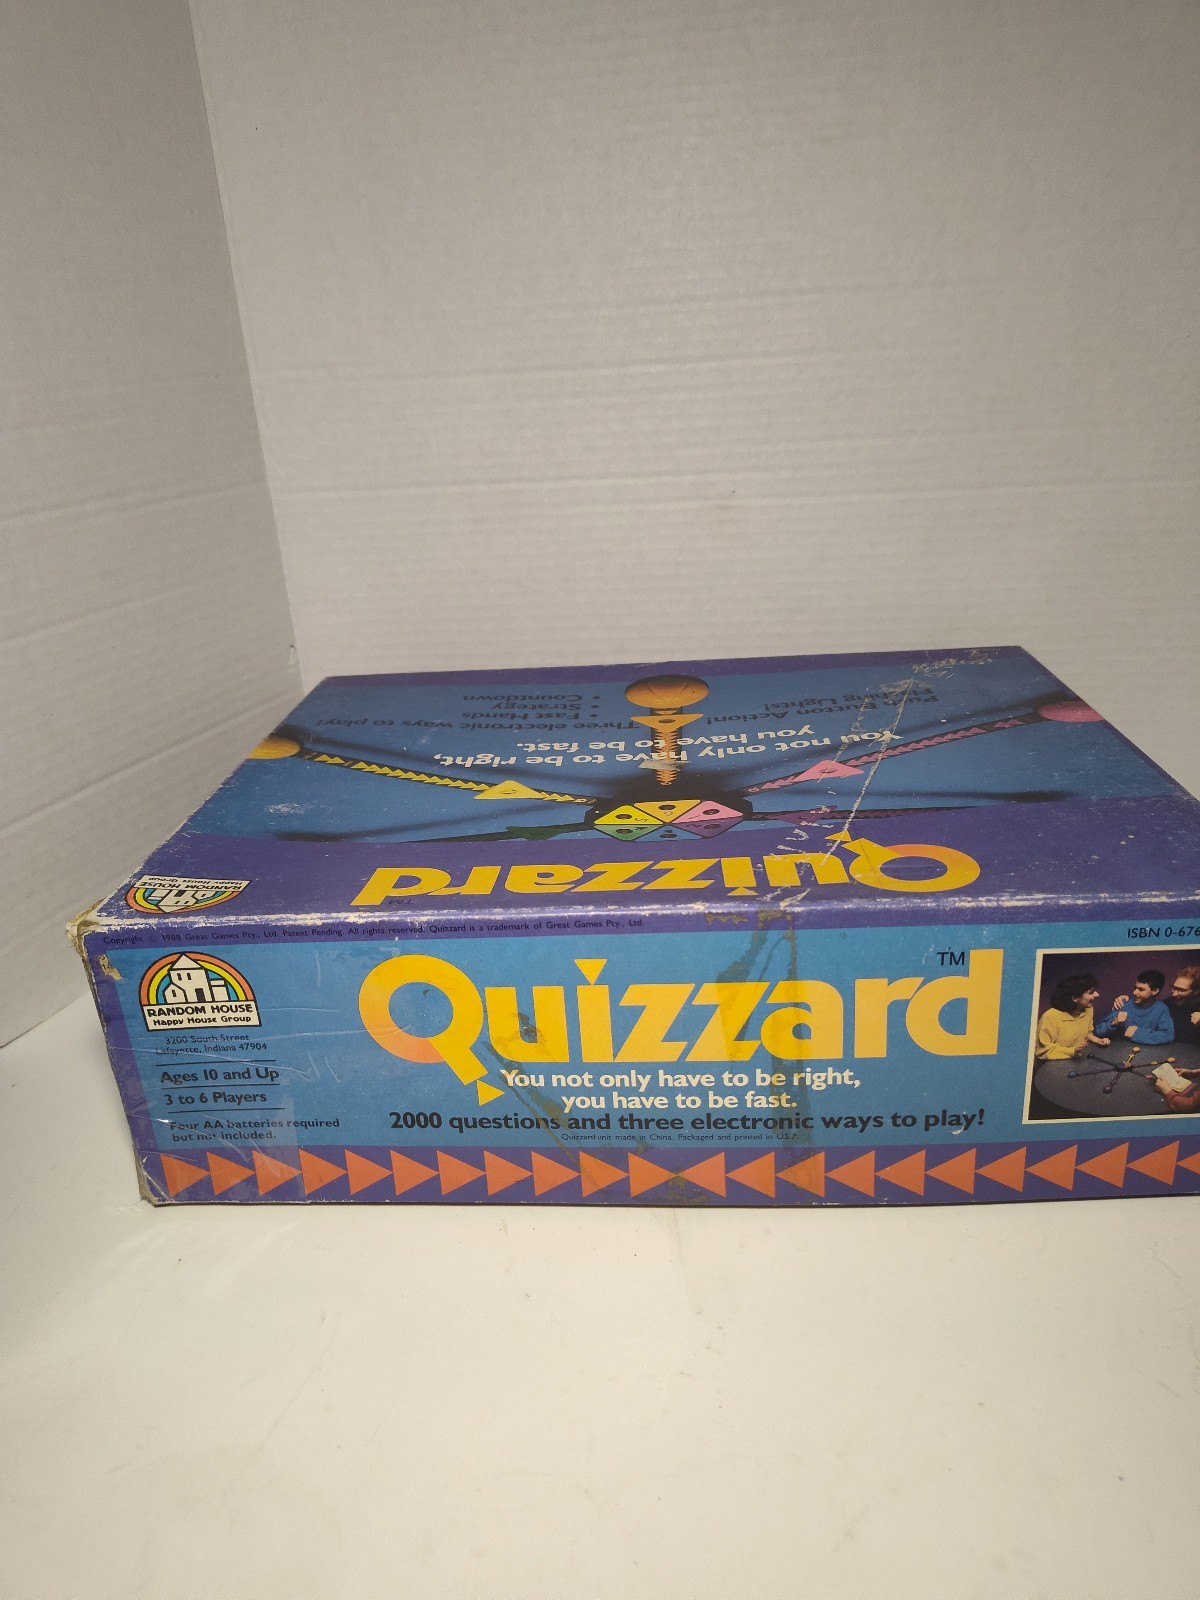 Push Button Action!
Flashing Lights!
Three electronic ways to play!
• Fast Hands
• Strategy
• Countdown
You not only have to be right,
you have to be fast.
Quizzard
TM
RANDOM HOUSE
Happy House Group
Copyright © 1988 Great Games Pty., Ltd. Patent Pending. All rights reserved. Quizzard is a trademark of Great Games Pty., Ltd.
ISBN 0-676
RANDOM HOUSE
Happy House Group
3200 South Street
Lafayette, Indiana 47904
Ages 10 and Up
3 to 6 Players
Four AA batteries required
but not included.
Quizzard
TM
You not only have to be right,
you have to be fast.
2000 questions and three electronic ways to play!
Quizzard unit made in China. Packaged and printed in U.S.A.